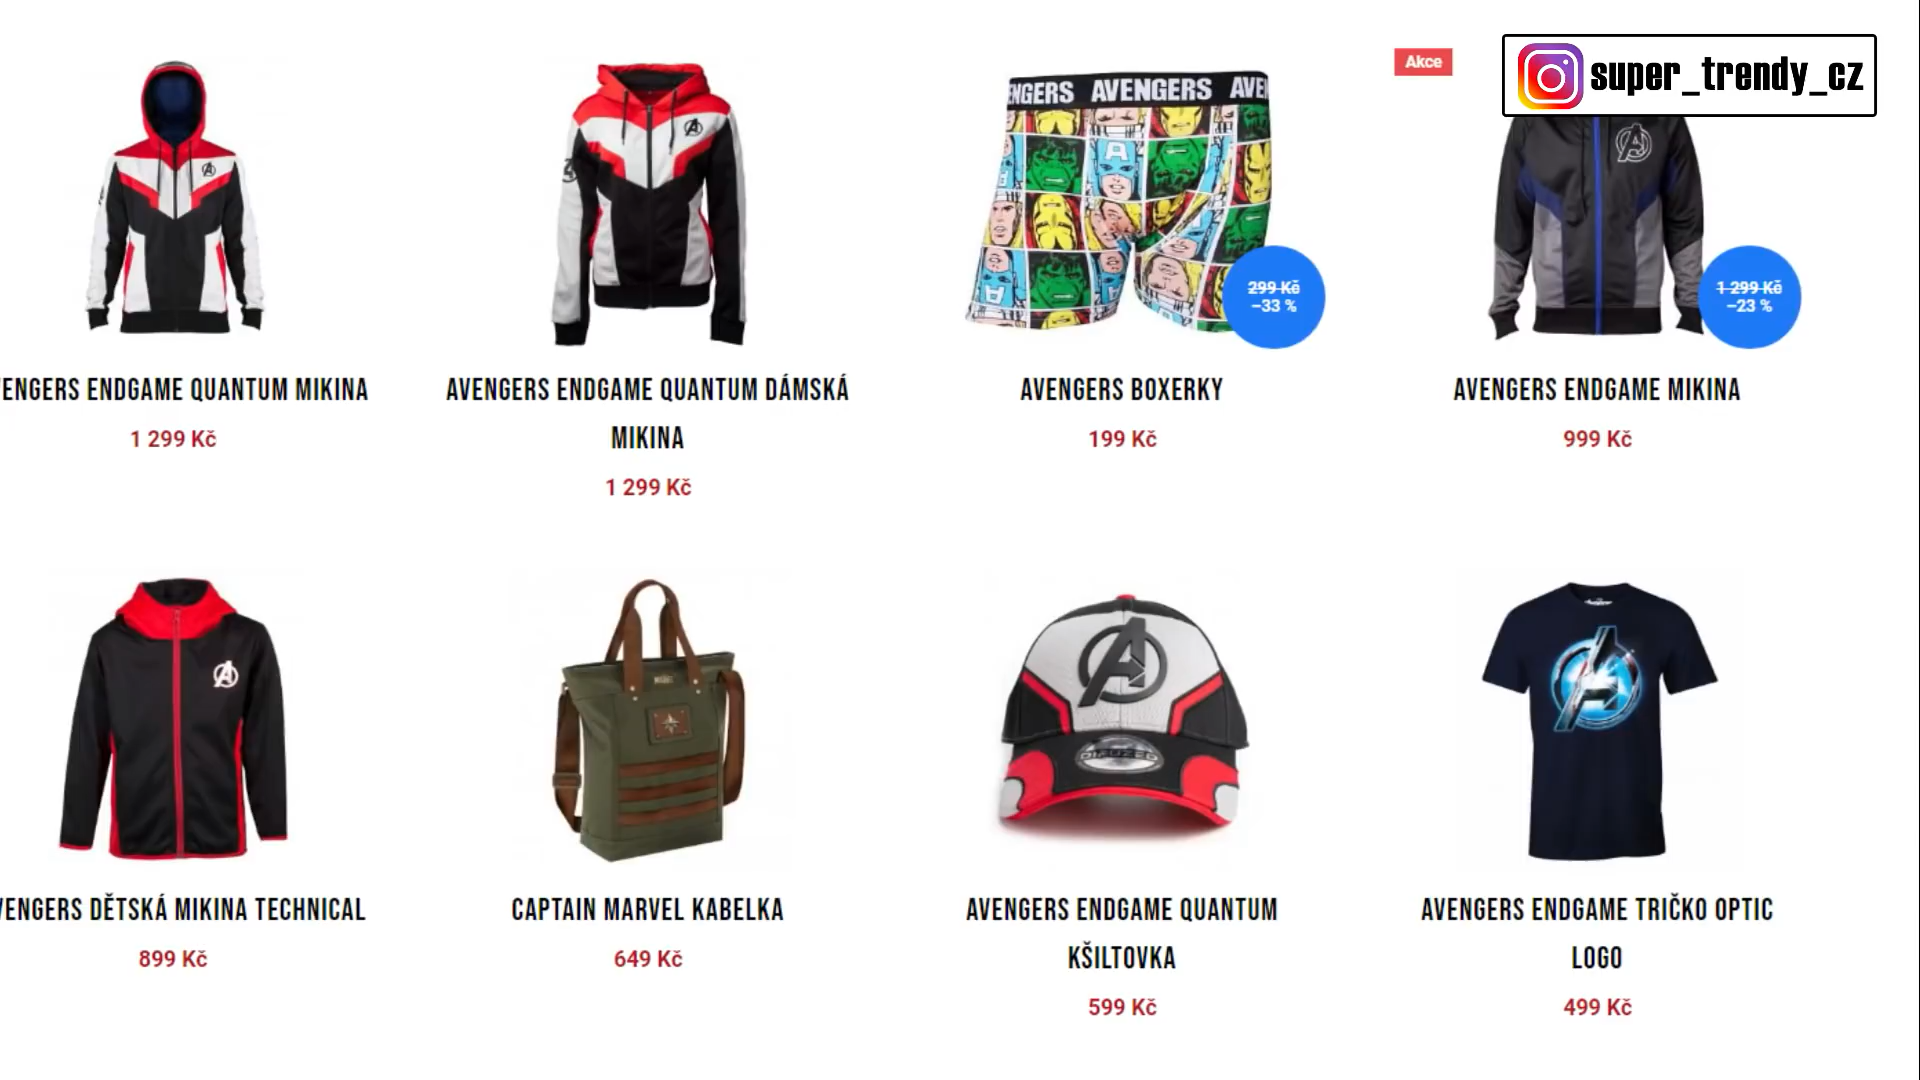 Akce
super_trendy_cz
ENGERS AVENGERS AVE
299 Kč
–33 %
1 299 Kč
–23 %
VENGERS ENDGAME QUANTUM MIKINA
1 299 Kč
AVENGERS ENDGAME QUANTUM DÁMSKÁ
MIKINA
1 299 Kč
AVENGERS BOXERKY
199 Kč
AVENGERS ENDGAME MIKINA
999 Kč
VENGERS DĚTSKÁ MIKINA TECHNICAL
899 Kč
CAPTAIN MARVEL KABELKA
649 Kč
AVENGERS ENDGAME QUANTUM
KŠILTOVKA
599 Kč
AVENGERS ENDGAME TRIČKO OPTIC
LOGO
499 Kč